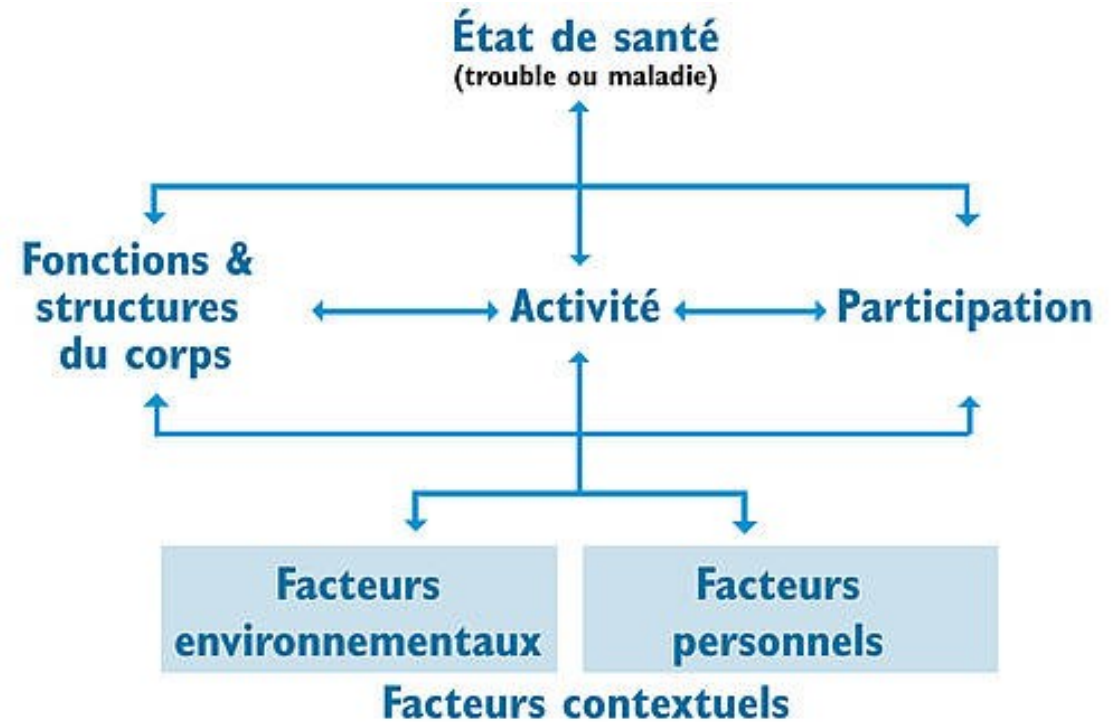 État de santé
(trouble ou maladie)
Fonctions &
structures
du corps
Activité
Participation
Facteurs
environnementaux
Facteurs
personnels
Facteurs contextuels